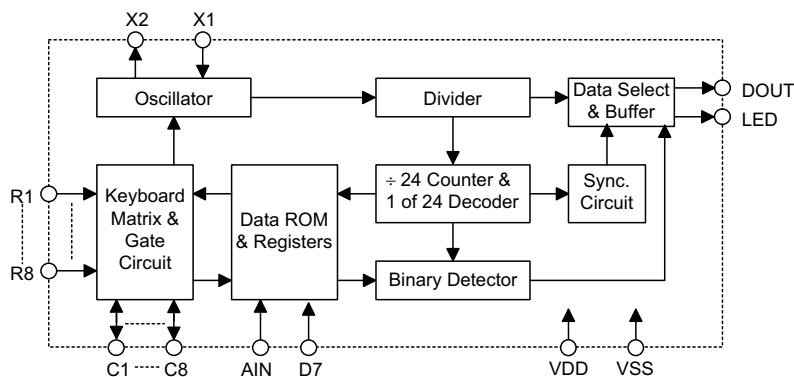 X2 X1
Oscillator
Divider
Data Select
& Buffer
DOUT
LED
R1
R8
Keyboard
Matrix &
Gate
Circuit
Data ROM
& Registers
÷ 24 Counter &
1 of 24 Decoder
Sync.
Circuit
Binary Detector
C1 C8 AIN D7 VDD VSS